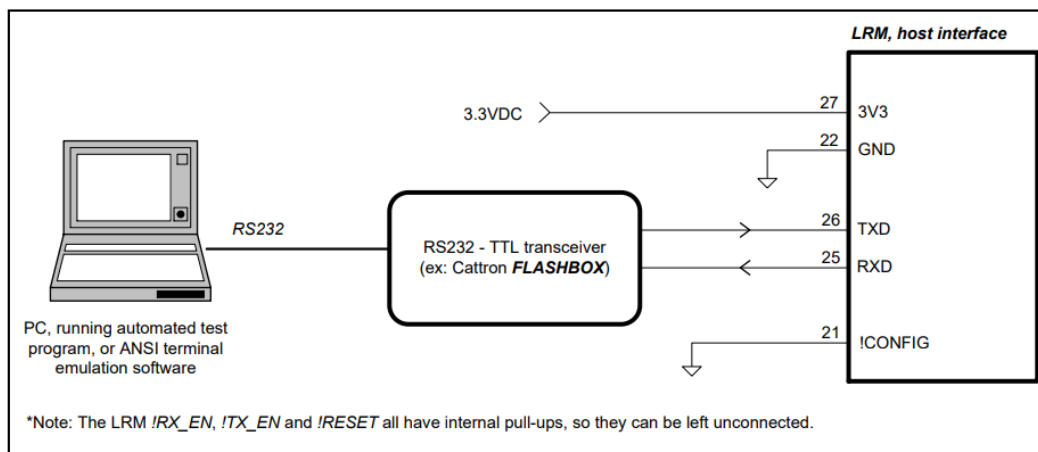 LRM, host interface
3.3VDC
27
3V3
22
GND
RS232
RS232 - TTL transceiver
(ex: Cattron FLASHBOX)
26
TXD
25
RXD
21
!CONFIG
PC, running automated test
program, or ANSI terminal
emulation software
*Note: The LRM !RX_EN, !TX_EN and !RESET all have internal pull-ups, so they can be left unconnected.